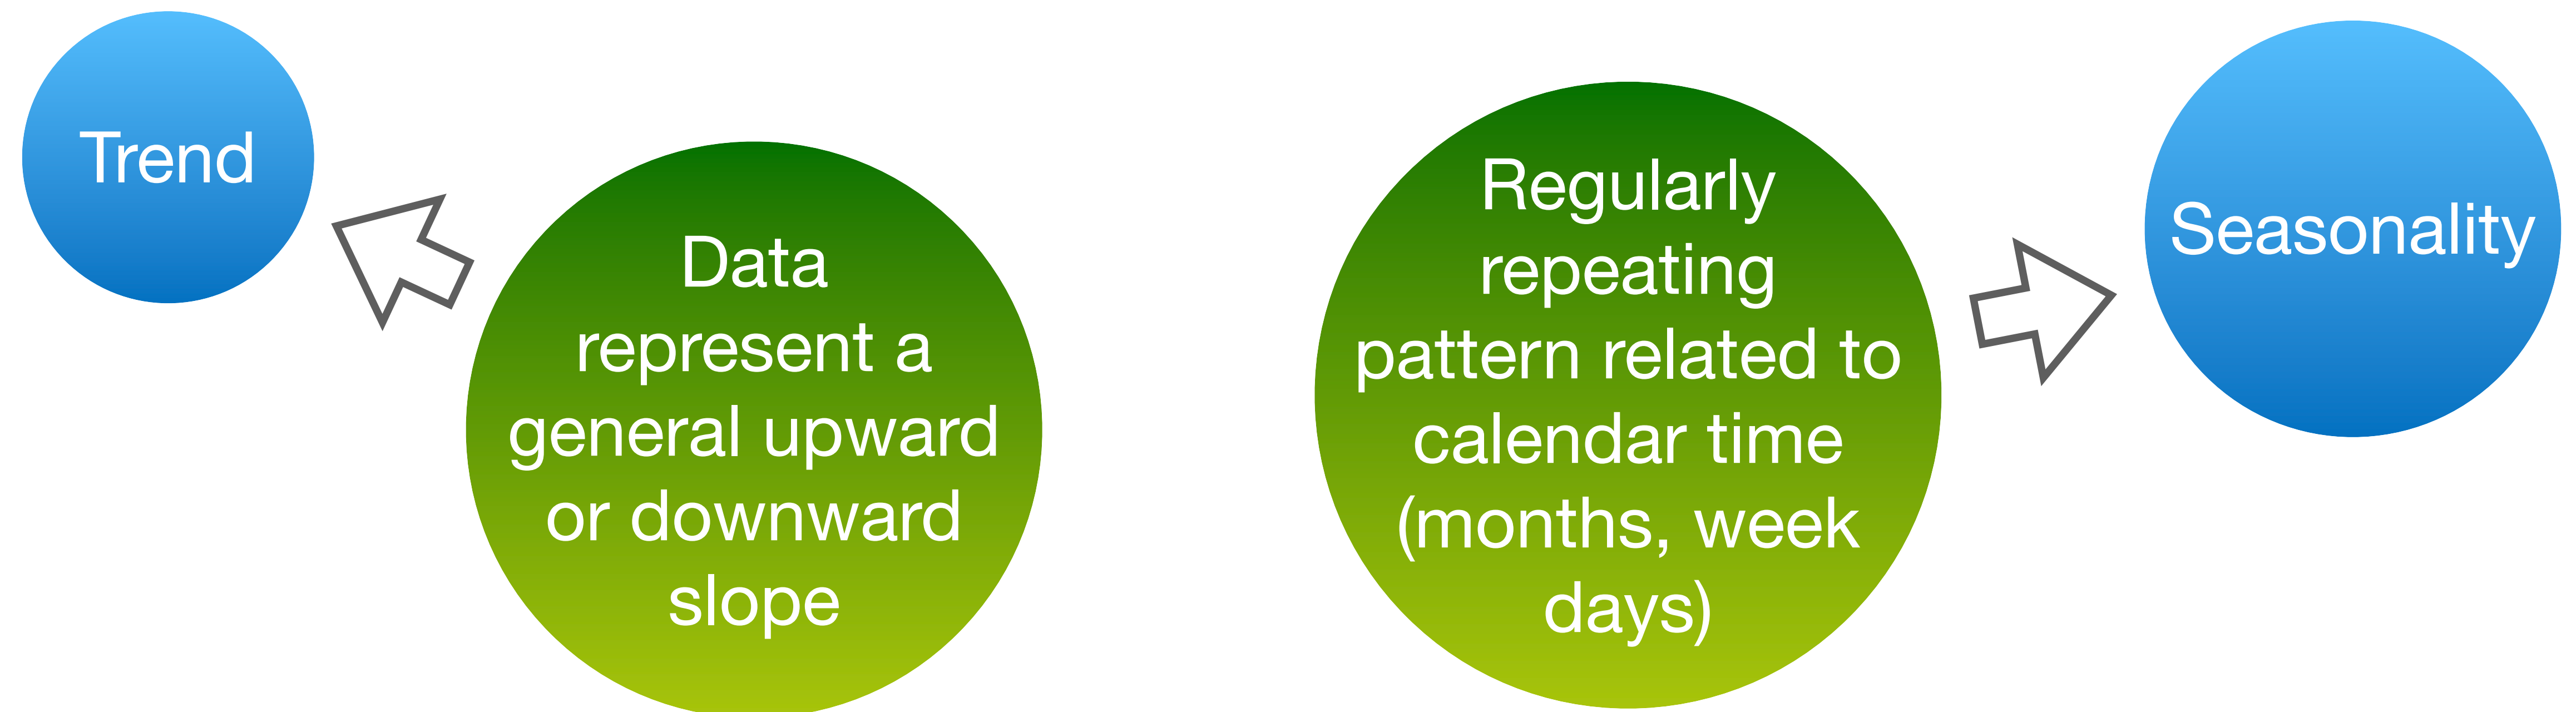 Trend
Data
represent a
general upward
or downward
slope
Regularly
repeating
pattern related to
calendar time
(months, week
days)
Seasonality